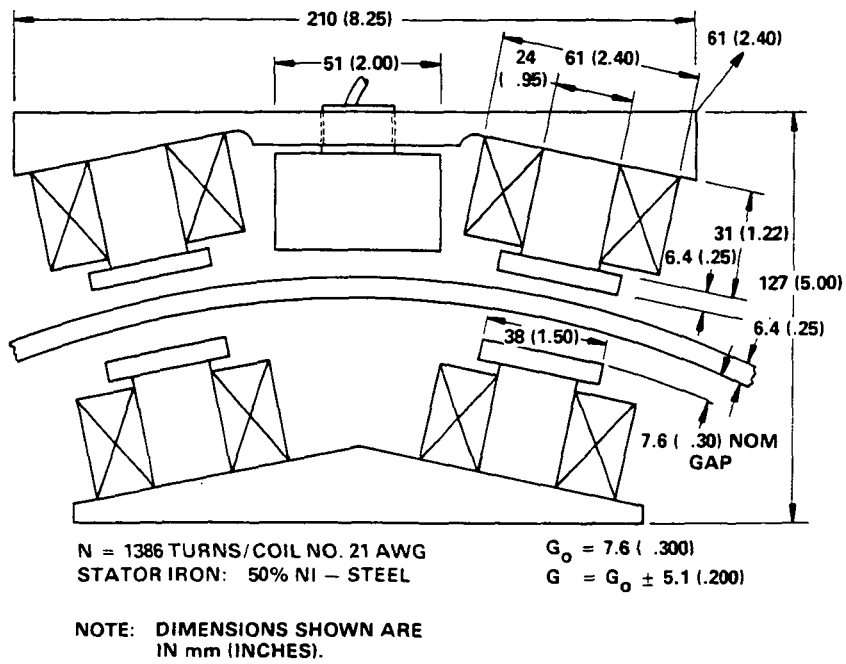 210 (8.25)
61 (2.40)
51 (2.00)
24
( .95)
61 (2.40)
31 (1.22)
6.4 (.25)
127 (5.00)
6.4 (.25)
38 (1.50)
7.6 ( .30) NOM
GAP
N = 1386 TURNS/COIL NO. 21 AWG
STATOR IRON: 50% NI – STEEL
G₀ = 7.6 ( .300)
G = G₀ ± 5.1 (.200)
NOTE: DIMENSIONS SHOWN ARE
IN mm (INCHES).